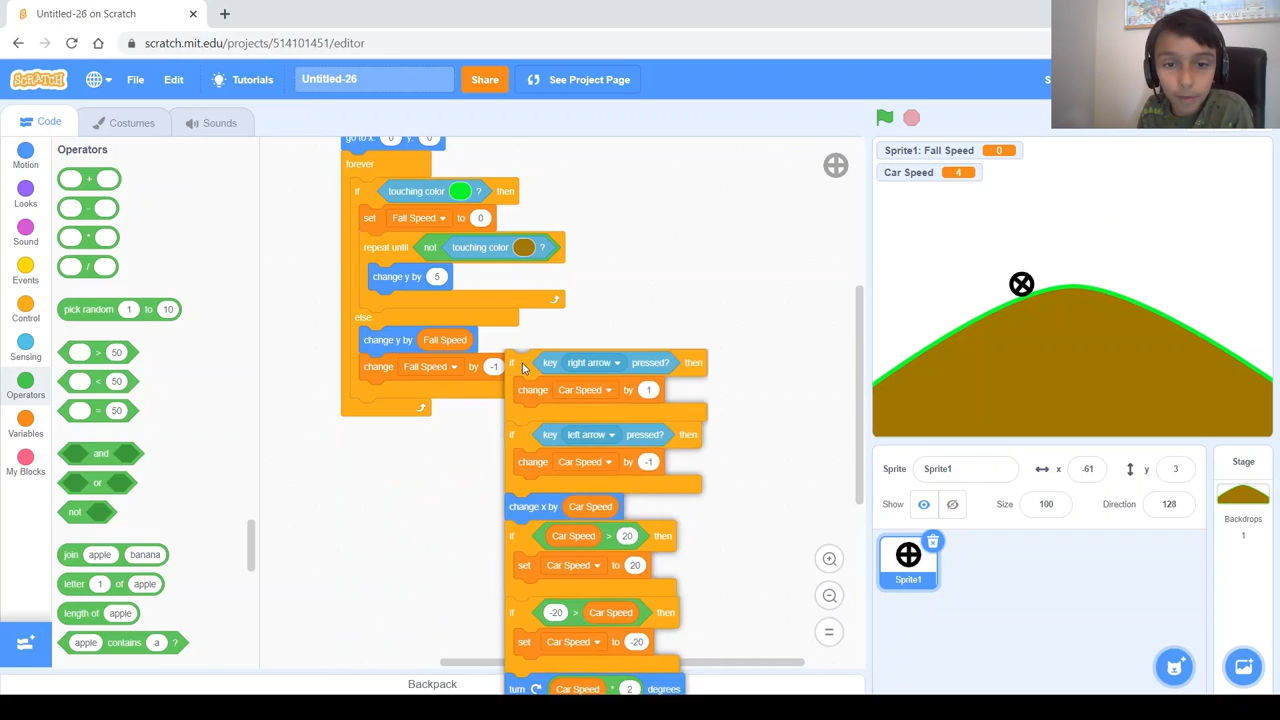 Untitled-26 on Scratch
scratch.mit.edu/projects/514101451/editor
SCRATCH File Edit Tutorials Untitled-26 Share See Project Page
Code Costumes Sounds
Motion
Looks
Sound
Events
Control
Sensing
Operators
Variables
My Blocks
Operators
+
-
*
/
pick random 1 to 10
> 50
< 50
= 50
and
or
not
join apple banana
letter 1 of apple
length of apple
apple contains a ?
go to x: 0 y: 0
forever
if touching color ? then
set Fall Speed to 0
repeat until not touching color ?
change y by 5
else
change y by Fall Speed
change Fall Speed by -1
if key right arrow pressed? then
change Car Speed by 1
if key left arrow pressed? then
change Car Speed by -1
change x by Car Speed
if Car Speed > 20 then
set Car Speed to 20
if -20 > Car Speed then
set Car Speed to -20
turn Car Speed * 2 degrees
Backpack
Sprite1: Fall Speed 0
Car Speed 4
Sprite Sprite1 x -61 y 3
Show Size 100 Direction 128
Sprite1
Stage
Backdrops
1